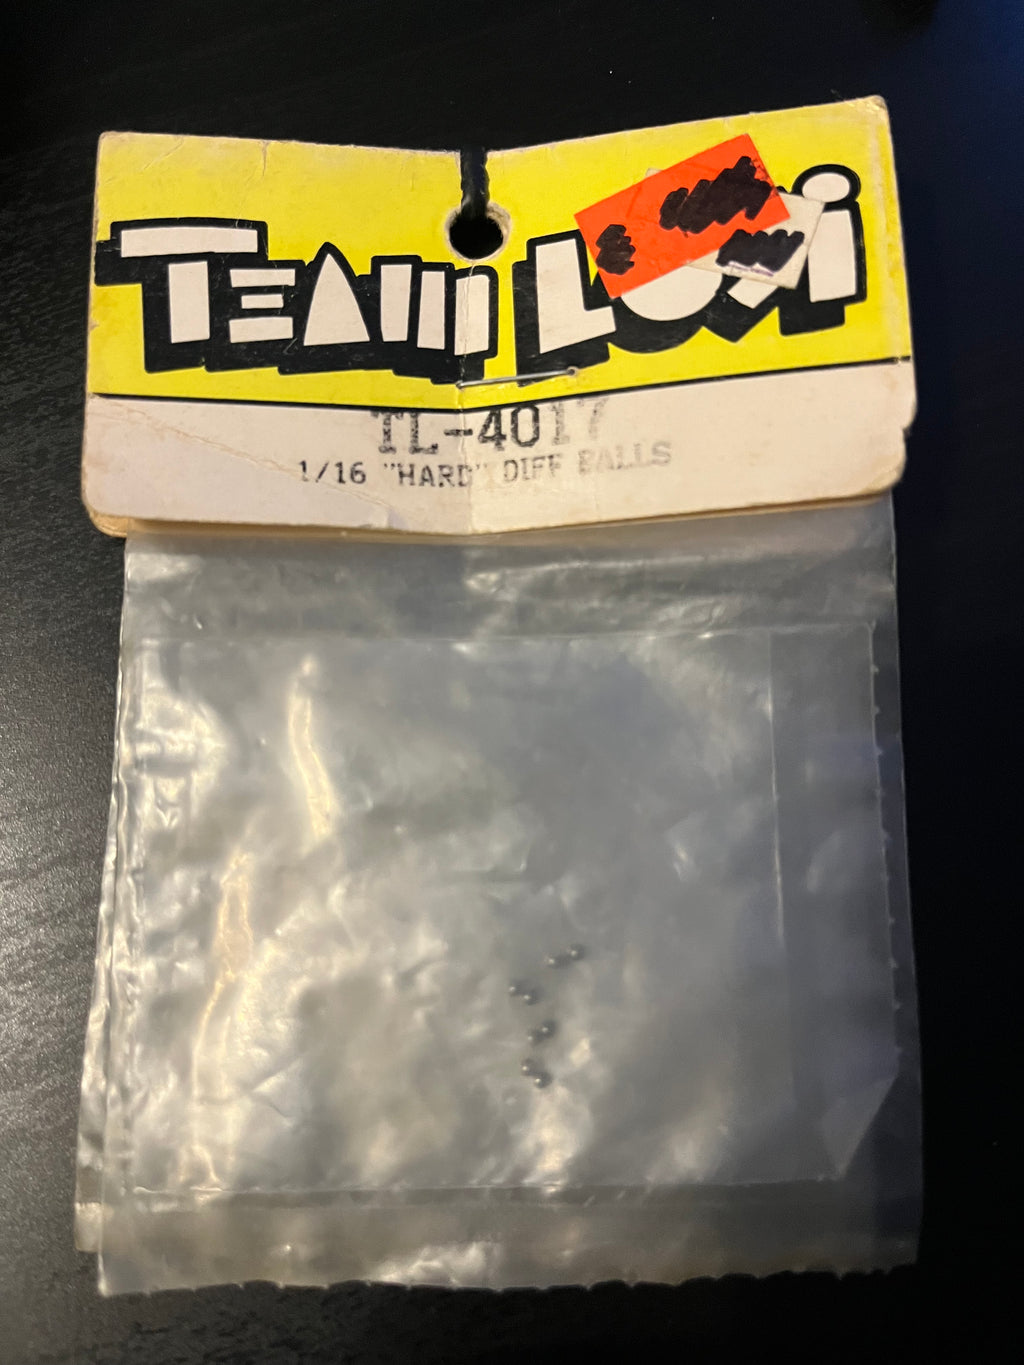 TEAM LOSi
TL-4017
1/16 "HARD" DIFF BALLS